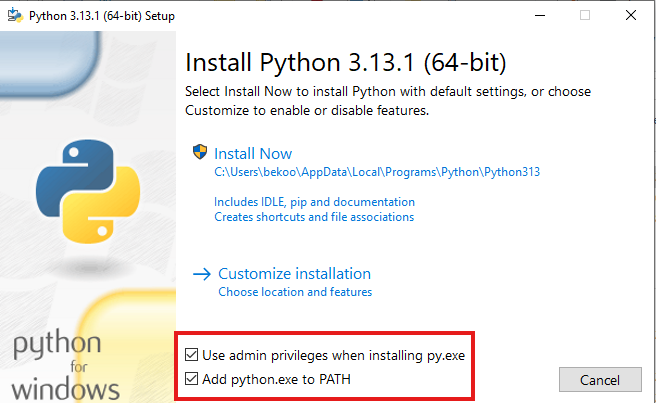 Python 3.13.1 (64-bit) Setup
Install Python 3.13.1 (64-bit)
Select Install Now to install Python with default settings, or choose
Customize to enable or disable features.
Install Now
C:\Users\bekoo\AppData\Local\Programs\Python\Python313
Includes IDLE, pip and documentation
Creates shortcuts and file associations
Customize installation
Choose location and features
python
for
windows
Use admin privileges when installing py.exe
Add python.exe to PATH
Cancel